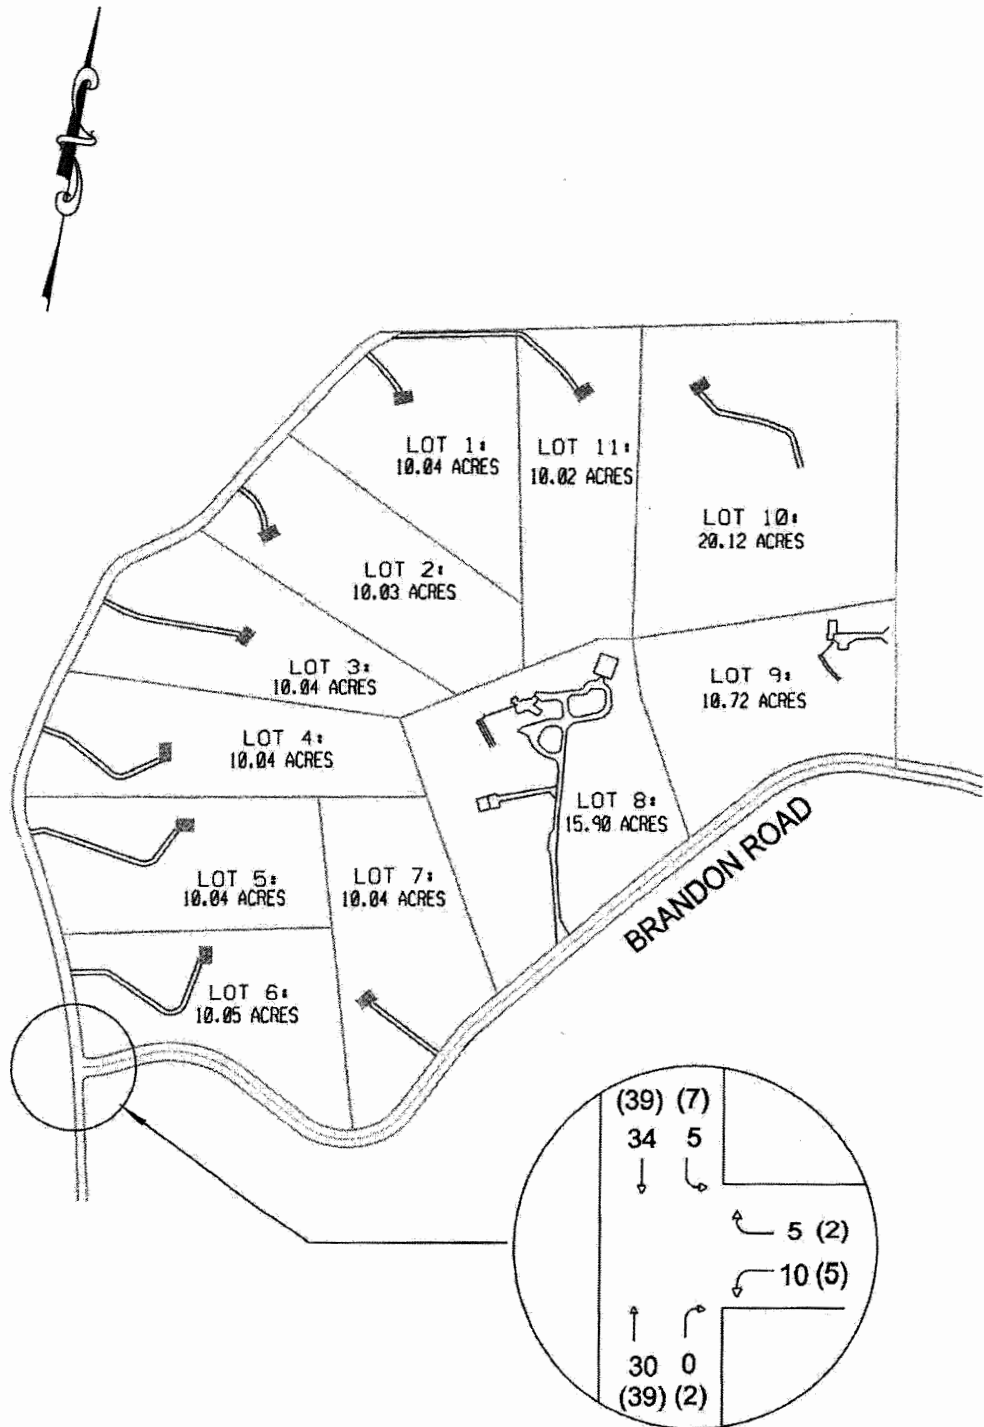 LOT 1:
10.04 ACRES
LOT 11:
10.02 ACRES
LOT 10:
20.12 ACRES
LOT 2:
10.03 ACRES
LOT 3:
10.04 ACRES
LOT 9:
10.72 ACRES
LOT 4:
10.04 ACRES
LOT 8:
15.90 ACRES
BRANDON ROAD
LOT 5:
10.04 ACRES
LOT 7:
10.04 ACRES
LOT 6:
10.05 ACRES
(39) (7)
34 5
5 (2)
10 (5)
30 0
(39) (2)